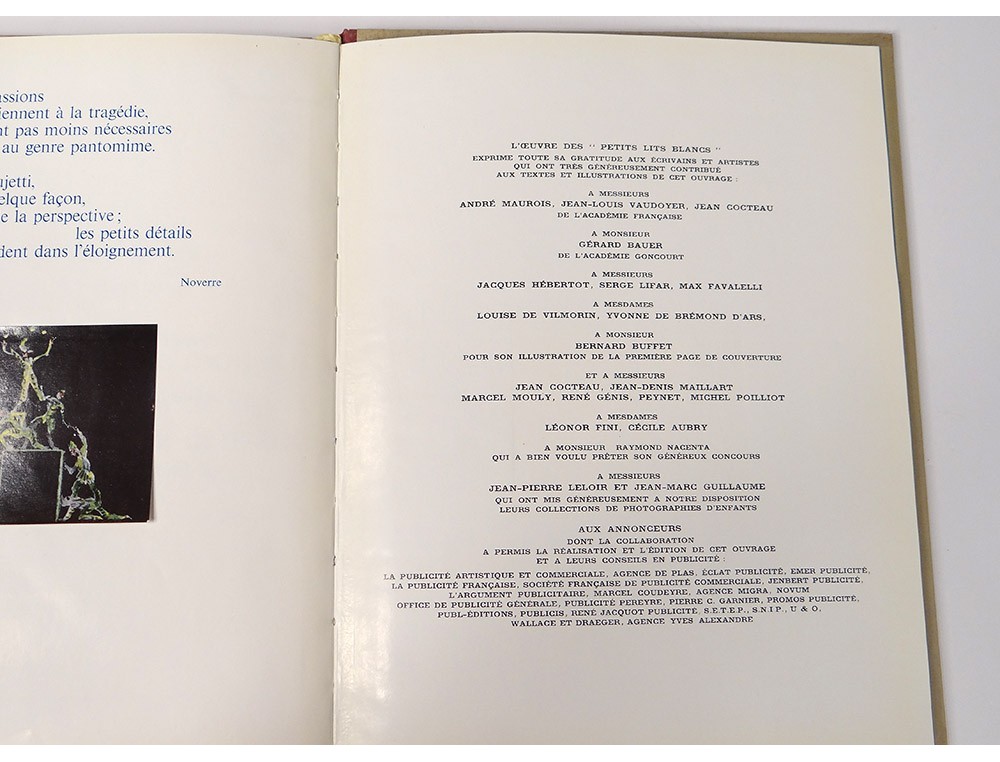 ssions
iennent à la tragédie,
nt pas moins nécessaires
au genre pantomime.
ujetti,
elque façon,
e la perspective ;
les petits détails
dent dans l'éloignement.
Noverre
L'ŒUVRE DES " PETITS LITS BLANCS "
EXPRIME TOUTE SA GRATITUDE AUX ÉCRIVAINS ET ARTISTES
QUI ONT TRÈS GÉNÉREUSEMENT CONTRIBUÉ
AUX TEXTES ET ILLUSTRATIONS DE CET OUVRAGE :
A MESSIEURS
ANDRÉ MAUROIS, JEAN-LOUIS VAUDOYER, JEAN COCTEAU
DE L'ACADÉMIE FRANÇAISE
A MONSIEUR
GÉRARD BAUER
DE L'ACADÉMIE GONCOURT
A MESSIEURS
JACQUES HÉBERTOT, SERGE LIFAR, MAX FAVALELLI
A MESDAMES
LOUISE DE VILMORIN, YVONNE DE BRÉMOND D'ARS,
A MONSIEUR
BERNARD BUFFET
POUR SON ILLUSTRATION DE LA PREMIÈRE PAGE DE COUVERTURE
ET A MESSIEURS
JEAN COCTEAU, JEAN-DENIS MAILLART
MARCEL MOULY, RENÉ GÉNIS, PEYNET, MICHEL POILLIOT
A MESDAMES
LÉONOR FINI, CÉCILE AUBRY
A MONSIEUR RAYMOND NACENTA
QUI A BIEN VOULU PRÊTER SON GÉNÉREUX CONCOURS
A MESSIEURS
JEAN-PIERRE LELOIR ET JEAN-MARC GUILLAUME
QUI ONT MIS GÉNÉREUSEMENT A NOTRE DISPOSITION
LEURS COLLECTIONS DE PHOTOGRAPHIES D'ENFANTS
AUX ANNONCEURS
DONT LA COLLABORATION
A PERMIS LA RÉALISATION ET L'ÉDITION DE CET OUVRAGE
ET A LEURS CONSEILS EN PUBLICITÉ :
LA PUBLICITÉ ARTISTIQUE ET COMMERCIALE, AGENCE DE PLAS, ÉCLAT PUBLICITÉ, EMER PUBLICITÉ,
LA PUBLICITÉ FRANÇAISE, SOCIÉTÉ FRANÇAISE DE PUBLICITÉ COMMERCIALE, JENBERT PUBLICITÉ,
L'ARGUMENT PUBLICITAIRE, MARCEL COUDEYRE, AGENCE MIGRA, NOVUM
OFFICE DE PUBLICITÉ GÉNÉRALE, PUBLICITÉ PEREYRE, PIERRE C. GARNIER, PROMOS PUBLICITÉ,
PUBL-ÉDITIONS, PUBLICIS, RENÉ JACQUOT PUBLICITÉ, S.E.T.E.P., S.N.I.P., U & O,
WALLACE ET DRAEGER, AGENCE YVES ALEXANDRE